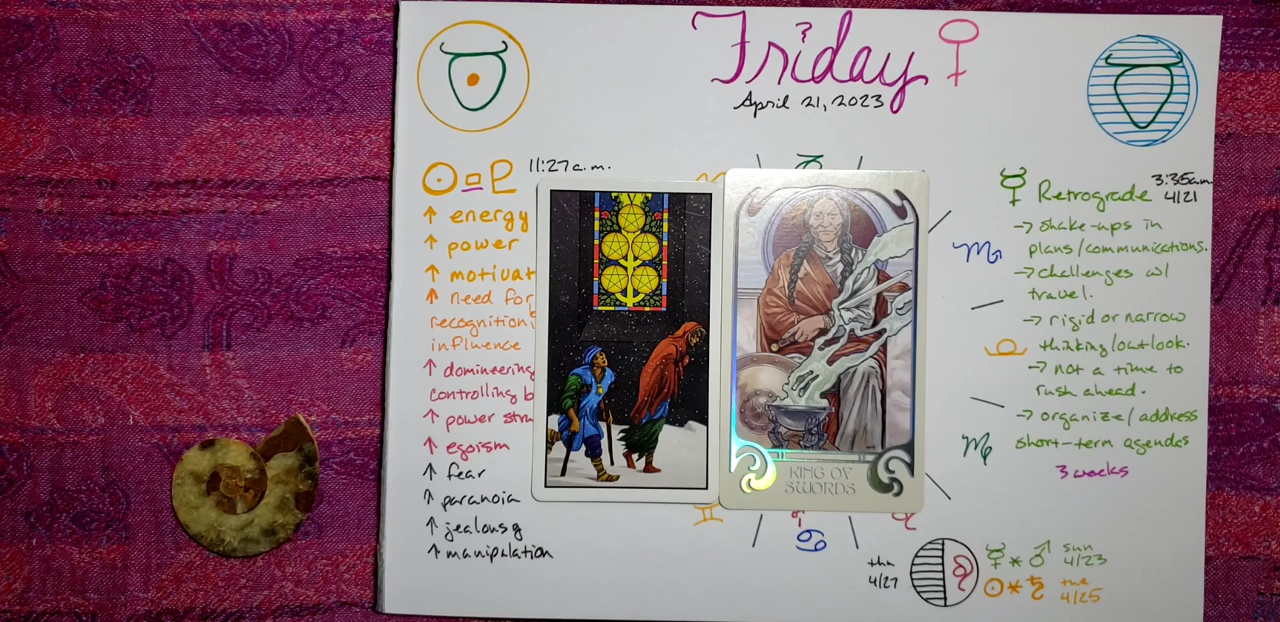 Friday ♀
April 21, 2023
☉□♇ 11:27 a.m.
↑ energy
↑ power
↑ motivat
↑ need for
recognition,
influence
↑ domineering
controlling b
↑ power stru
↑ egoism
↑ fear
↑ paranoia
↑ jealousy
↑ manipulation
KING OF
SWORDS
☿ Retrograde 3:35a.m.
4/21
→ shake-ups in
plans/communications.
→ challenges w/
travel.
→ rigid or narrow
thinking/outlook.
→ not a time to
rush ahead.
→ organize/address
short-term agendas
3 weeks
♏
♎
♍
♊
♋
♌
thu
4/27
☿ ⚹ ♂ sun
4/23
☉ ⚹ ♄ tue
4/25